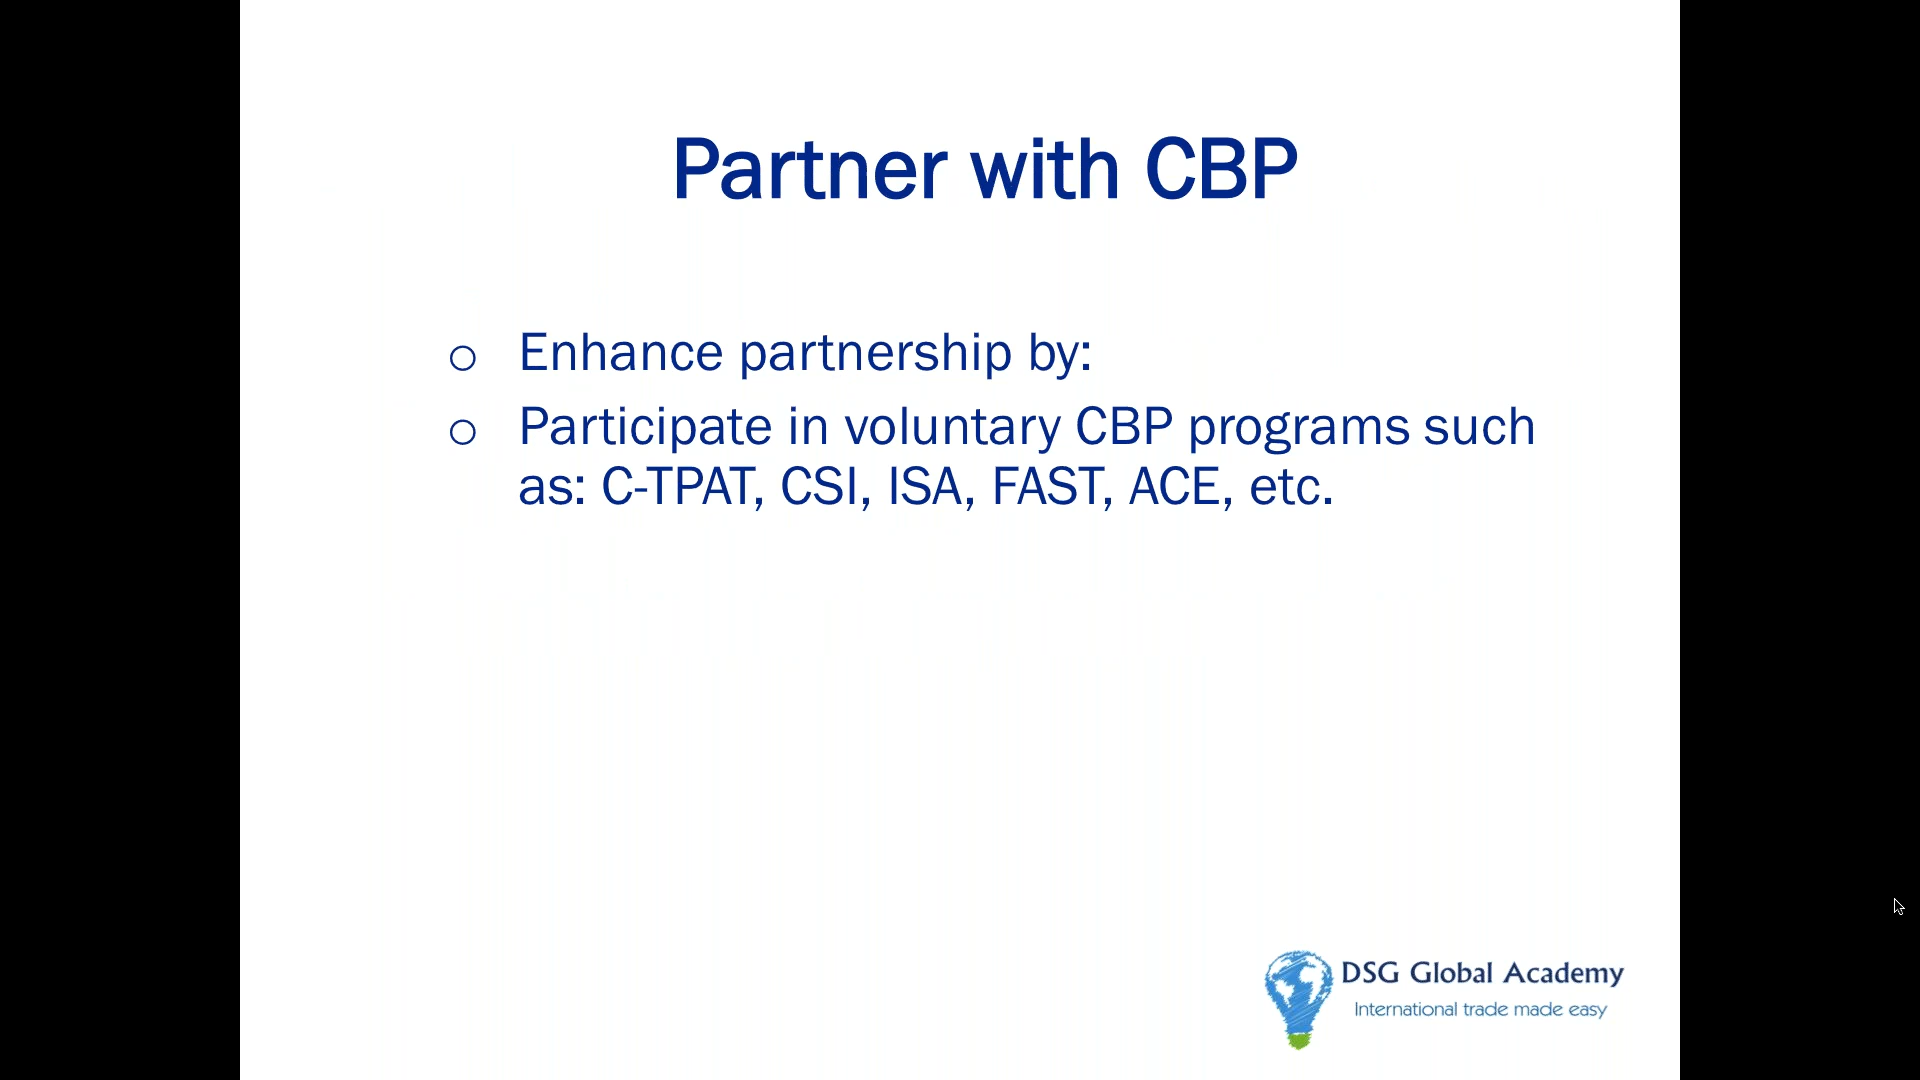 Partner with CBP
o Enhance partnership by:
o Participate in voluntary CBP programs such
as: C-TPAT, CSI, ISA, FAST, ACE, etc.
DSG Global Academy
International trade made easy